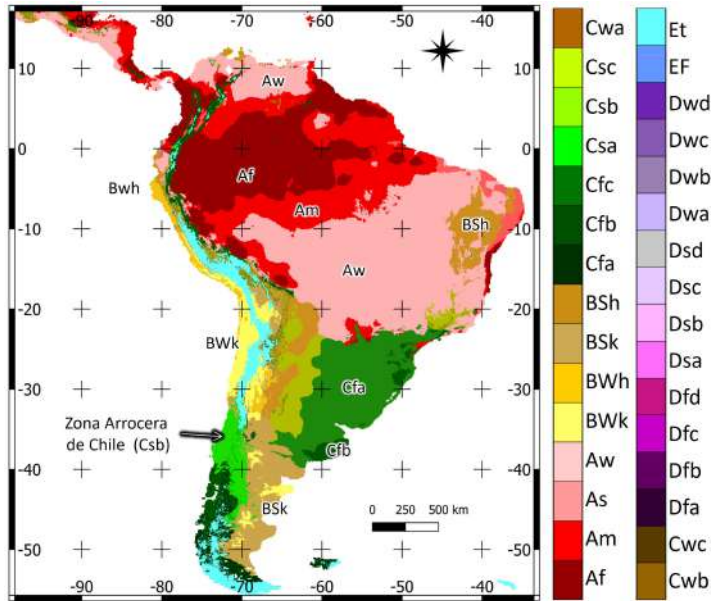 -90 -80 -70 -60 -50 -40
10
0
-10
-20
-30
-40
-50
10
0
-10
-20
-30
-40
-50
Aw
Af
Bwh
Am
BSh
Aw
BWk
Cfa
Zona Arrocera
de Chile (Csb)
Cfb
BSk
0 250 500 km
-90 -80 -70 -60 -50 -40
Cwa
Csc
Csb
Csa
Cfc
Cfb
Cfa
BSh
BSk
BWh
BWk
Aw
As
Am
Af
Et
EF
Dwd
Dwc
Dwb
Dwa
Dsd
Dsc
Dsb
Dsa
Dfd
Dfc
Dfb
Dfa
Cwc
Cwb